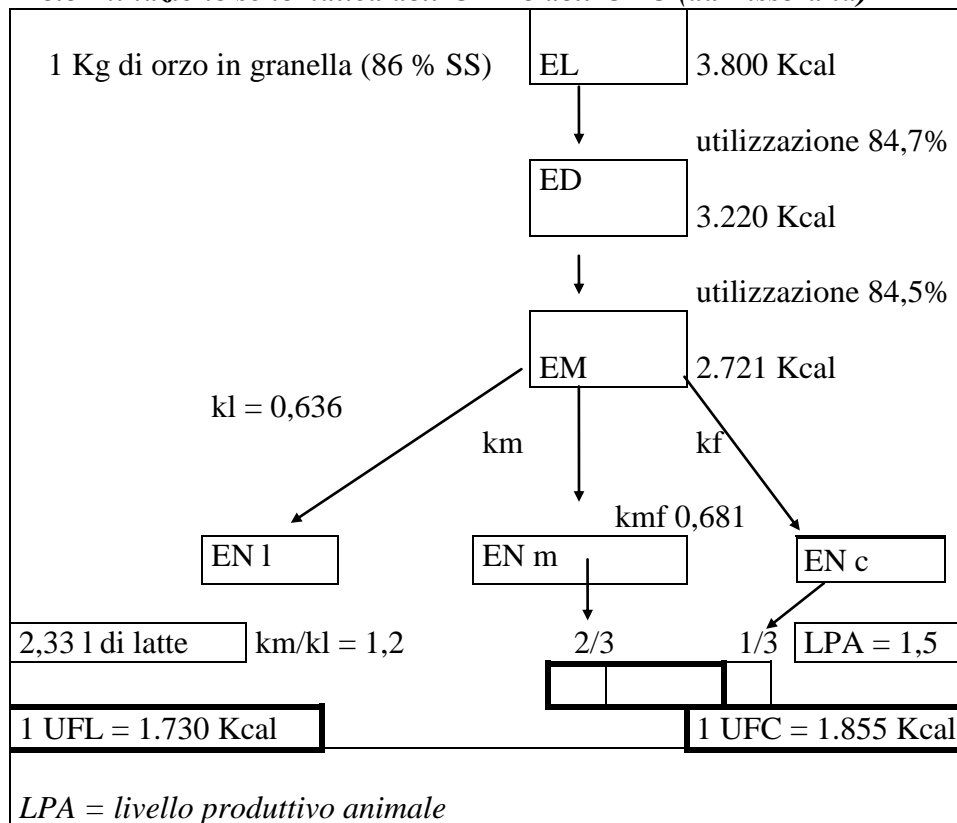 1 Kg di orzo in granella (86 % SS) EL 3.800 Kcal
utilizzazione 84,7%
ED
3.220 Kcal
utilizzazione 84,5%
EM 2.721 Kcal
kl = 0,636
km kf
kmf 0,681
EN l EN m EN c
2,33 l di latte km/kl = 1,2 2/3 1/3 LPA = 1,5
1 UFL = 1.730 Kcal 1 UFC = 1.855 Kcal
LPA = livello produttivo animale